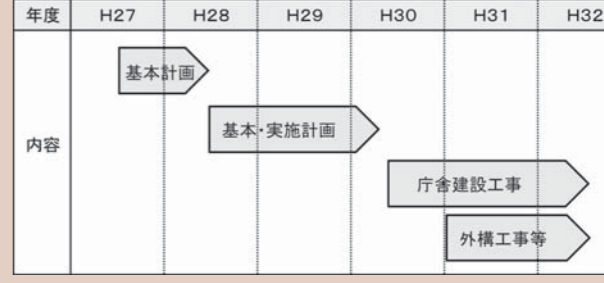 年度 H27 H28 H29 H30 H31 H32
基本計画
基本・実施計画
内容
庁舎建設工事
外構工事等